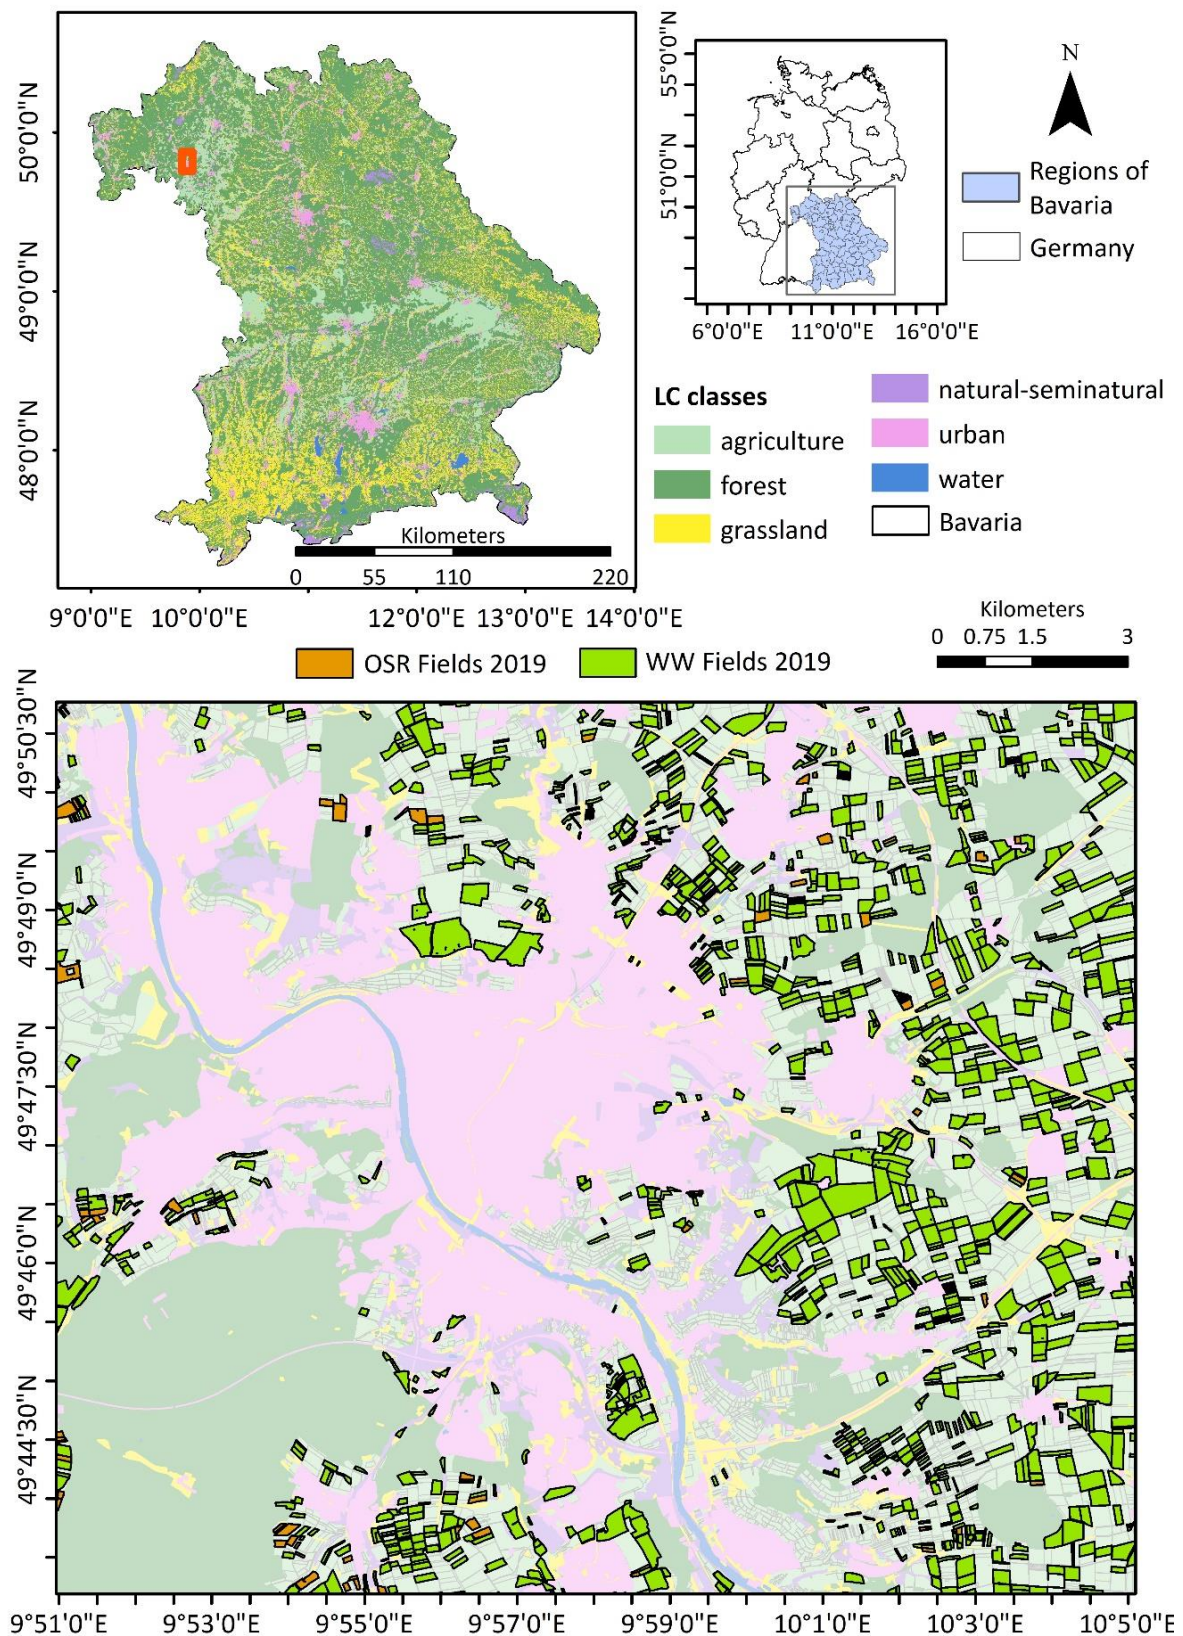 50°0'0"N
49°0'0"N
48°0'0"N
Kilometers
0 55 110 220
9°0'0"E 10°0'0"E 12°0'0"E 13°0'0"E 14°0'0"E
55°0'0"N
51°0'0"N
6°0'0"E 11°0'0"E 16°0'0"E
N
Regions of
Bavaria
Germany
LC classes
agriculture
forest
grassland
natural-seminatural
urban
water
Bavaria
Kilometers
0 0.75 1.5 3
OSR Fields 2019 WW Fields 2019
49°50'30"N
49°49'0"N
49°47'30"N
49°46'0"N
49°44'30"N
9°51'0"E 9°53'0"E 9°55'0"E 9°57'0"E 9°59'0"E 10°1'0"E 10°3'0"E 10°5'0"E